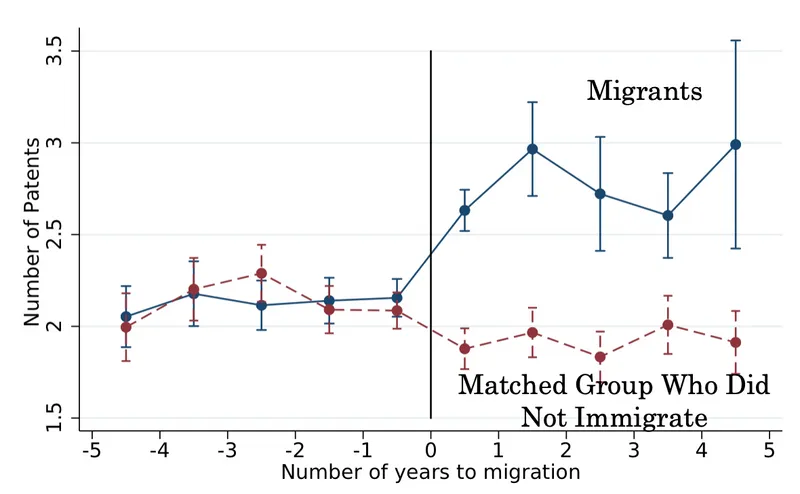 3.5
3
2.5
2
1.5
Number of Patents
Migrants
Matched Group Who Did
Not Immigrate
-5 -4 -3 -2 -1 0 1 2 3 4 5
Number of years to migration